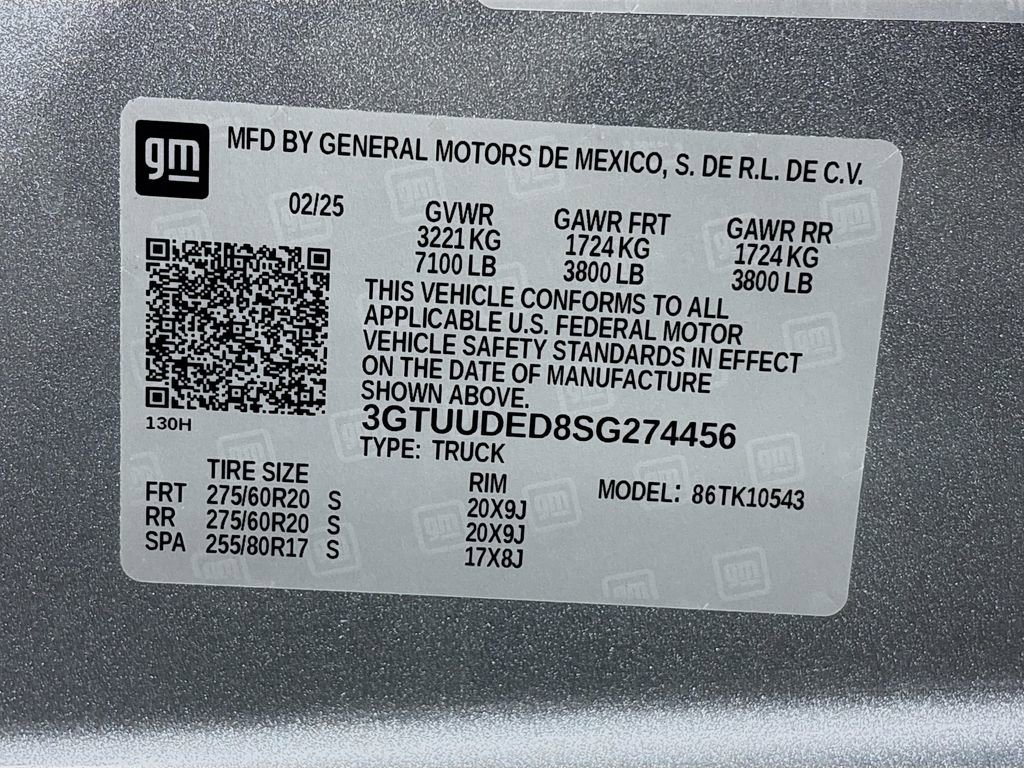 gm
MFD BY GENERAL MOTORS DE MEXICO, S. DE R.L. DE C.V.
02/25
GVWR GAWR FRT GAWR RR
3221 KG 1724 KG 1724 KG
7100 LB 3800 LB 3800 LB
THIS VEHICLE CONFORMS TO ALL
APPLICABLE U.S. FEDERAL MOTOR
VEHICLE SAFETY STANDARDS IN EFFECT
ON THE DATE OF MANUFACTURE
SHOWN ABOVE.
130H
3GTUUDED8SG274456
TYPE: TRUCK
TIRE SIZE RIM MODEL: 86TK10543
FRT 275/60R20 S 20X9J
RR 275/60R20 S 20X9J
SPA 255/80R17 S 17X8J